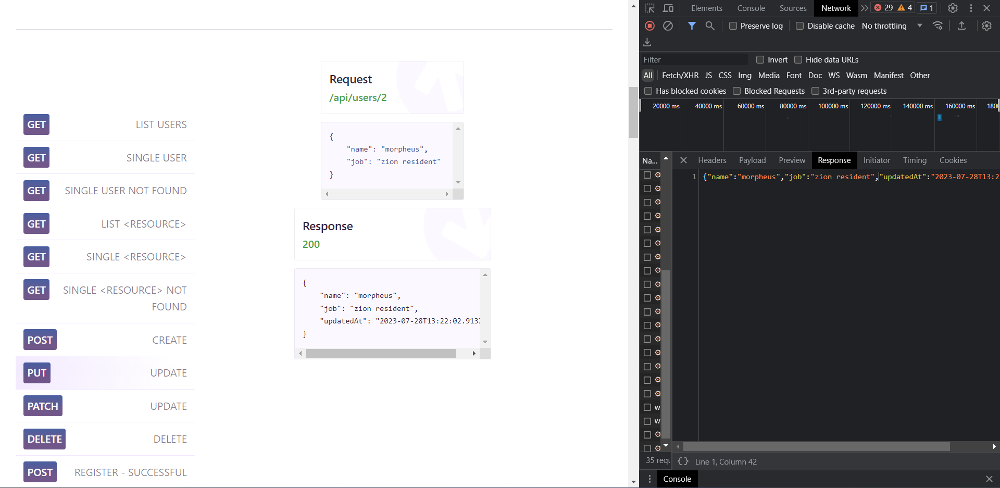 GET LIST USERS
GET SINGLE USER
GET SINGLE USER NOT FOUND
GET LIST <RESOURCE>
GET SINGLE <RESOURCE>
GET SINGLE <RESOURCE> NOT
FOUND
POST CREATE
PUT UPDATE
PATCH UPDATE
DELETE DELETE
POST REGISTER - SUCCESSFUL
Request
/api/users/2
{
"name": "morpheus",
"job": "zion resident"
}
Response
200
{
"name": "morpheus",
"job": "zion resident",
"updatedAt": "2023-07-28T13:22:02.913
}
Elements Console Sources Network 29 4 1
Preserve log Disable cache No throttling
Filter Invert Hide data URLs
All Fetch/XHR JS CSS Img Media Font Doc WS Wasm Manifest Other
Has blocked cookies Blocked Requests 3rd-party requests
20000 ms 40000 ms 60000 ms 80000 ms 100000 ms 120000 ms 140000 ms 160000 ms 180
Na... Headers Payload Preview Response Initiator Timing Cookies
1 {"name":"morpheus","job":"zion resident","updatedAt":"2023-07-28T13:2
w
w
35 requ {} Line 1, Column 42
Console